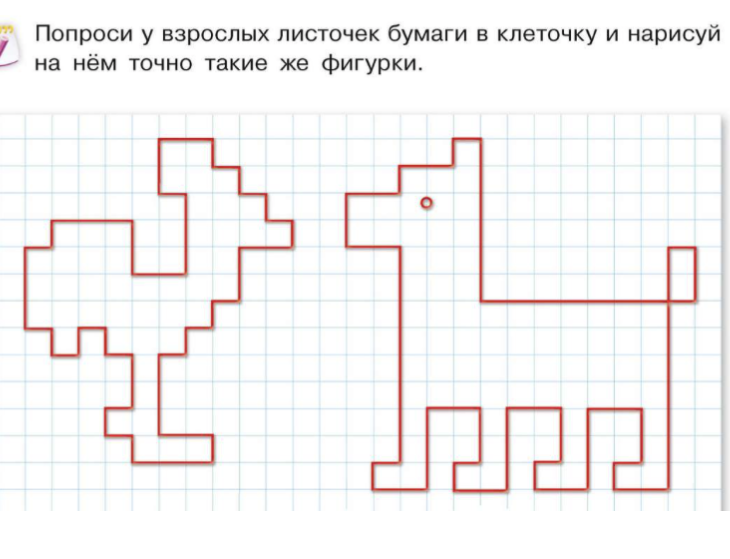 Попроси у взрослых листочек бумаги в клеточку и нарисуй
на нём точно такие же фигурки.